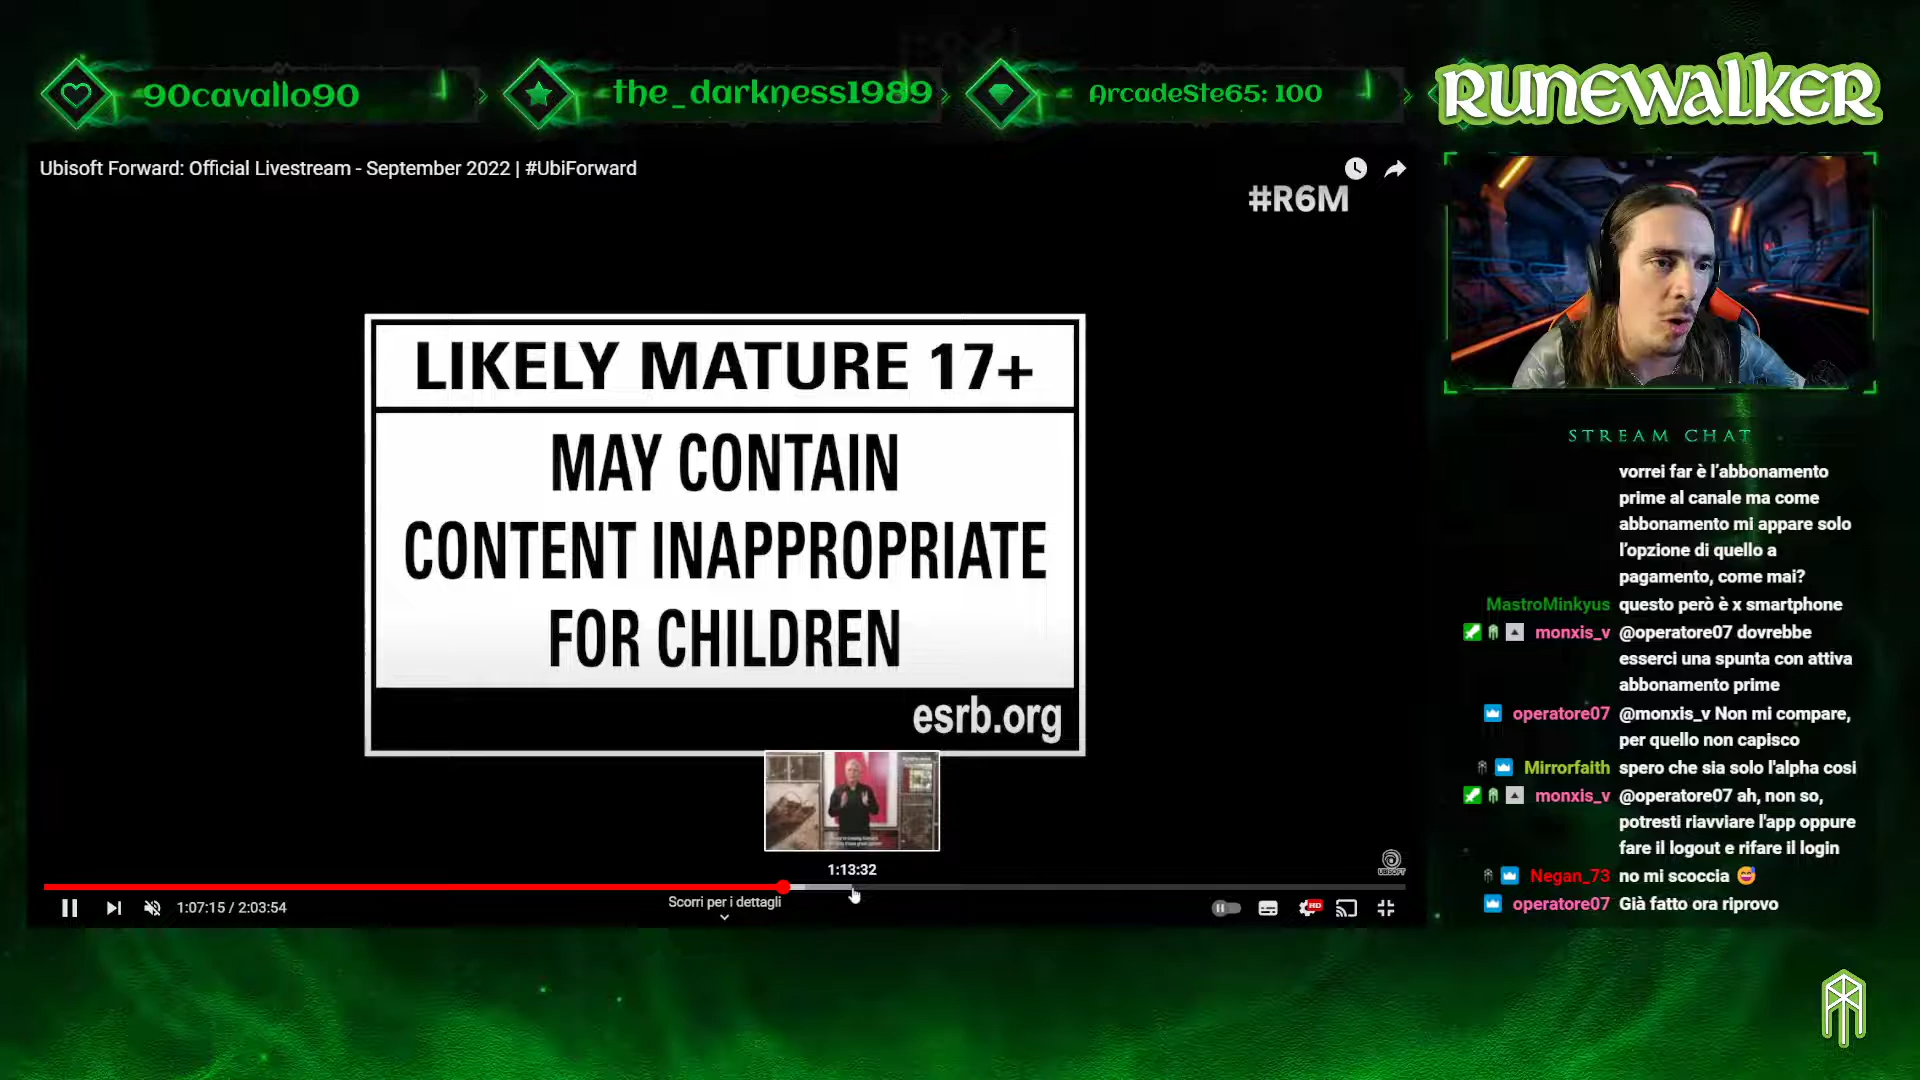 90cavallo90
the_darkness1989
ArcadeSte65: 100
RUNEWALKER
Ubisoft Forward: Official Livestream - September 2022 | #UbiForward
#R6M
LIKELY MATURE 17+
MAY CONTAIN
CONTENT INAPPROPRIATE
FOR CHILDREN
esrb.org
1:13:32
UBISOFT
1:07:15 / 2:03:54
Scorri per i dettagli
HD
STREAM CHAT
vorrei far è l’abbonamento
prime al canale ma come
abbonamento mi appare solo
l’opzione di quello a
pagamento, come mai?
MastroMinkyus questo però è x smartphone
monxis_v @operatore07 dovrebbe
esserci una spunta con attiva
abbonamento prime
operatore07 @monxis_v Non mi compare,
per quello non capisco
Mirrorfaith spero che sia solo l'alpha cosi
monxis_v @operatore07 ah, non so,
potresti riavviare l'app oppure
fare il logout e rifare il login
Negan_73 no mi scoccia 😅
operatore07 Già fatto ora riprovo